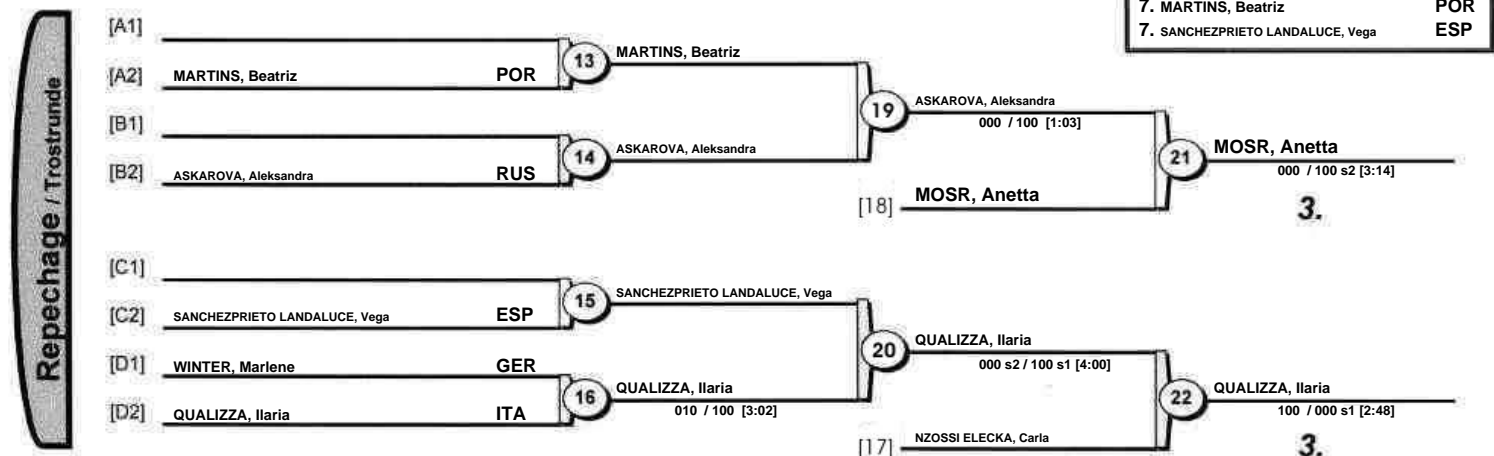 7. MARTINS, Beatriz POR
7. SANCHEZPRIETO LANDALUCE, Vega ESP
Repechage / Trostrunde
[A1]
13
MARTINS, Beatriz
[A2] MARTINS, Beatriz POR
19
ASKAROVA, Aleksandra
000 / 100 [1:03]
[B1]
14
ASKAROVA, Aleksandra
[B2] ASKAROVA, Aleksandra RUS
21
MOSR, Anetta
000 / 100 s2 [3:14]
[18] MOSR, Anetta
3.
[C1]
15
SANCHEZPRIETO LANDALUCE, Vega
[C2] SANCHEZPRIETO LANDALUCE, Vega ESP
20
QUALIZZA, Ilaria
000 s2 / 100 s1 [4:00]
[D1] WINTER, Marlene GER
16
QUALIZZA, Ilaria
010 / 100 [3:02]
[D2] QUALIZZA, Ilaria ITA
22
QUALIZZA, Ilaria
100 / 000 s1 [2:48]
[17] NZOSSI ELECKA, Carla
3.